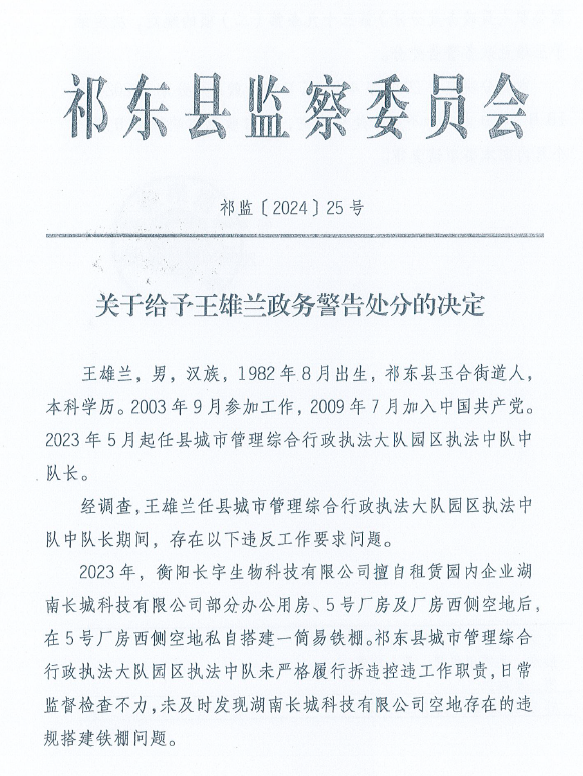 祁东县监察委员会
祁监〔2024〕25号
关于给予王雄兰政务警告处分的决定
王雄兰，男，汉族，1982年8月出生，祁东县玉合街道人，
本科学历。2003年9月参加工作，2009年7月加入中国共产党。
2023年5月起任县城市管理综合行政执法大队园区执法中队中
队长。
经调查，王雄兰任县城市管理综合行政执法大队园区执法中
队中队长期间，存在以下违反工作要求问题。
2023年，衡阳长宇生物科技有限公司擅自租赁园内企业湖
南长城科技有限公司部分办公用房、5号厂房及厂房西侧空地后，
在5号厂房西侧空地私自搭建一简易铁棚。祁东县城市管理综合
行政执法大队园区执法中队未严格履行拆违控违工作职责，日常
监督检查不力，未及时发现湖南长城科技有限公司空地存在的违
规搭建铁棚问题。